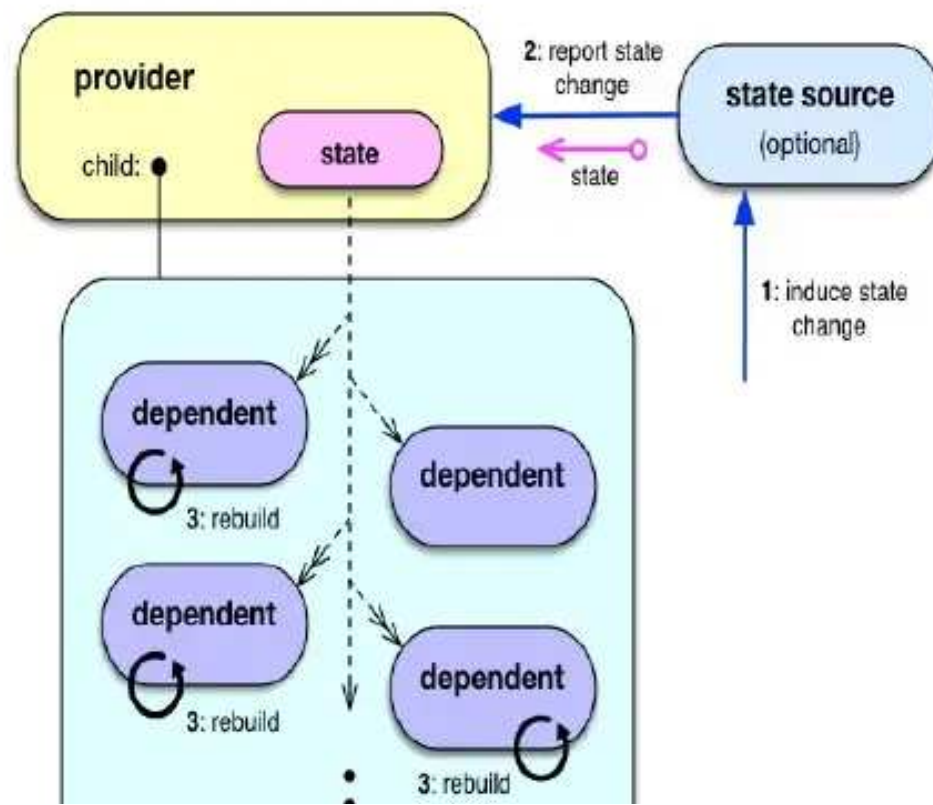 provider
state
child:
2: report state
change
state
state source
(optional)
1: induce state
change
dependent
3: rebuild
dependent
dependent
3: rebuild
dependent
3: rebuild